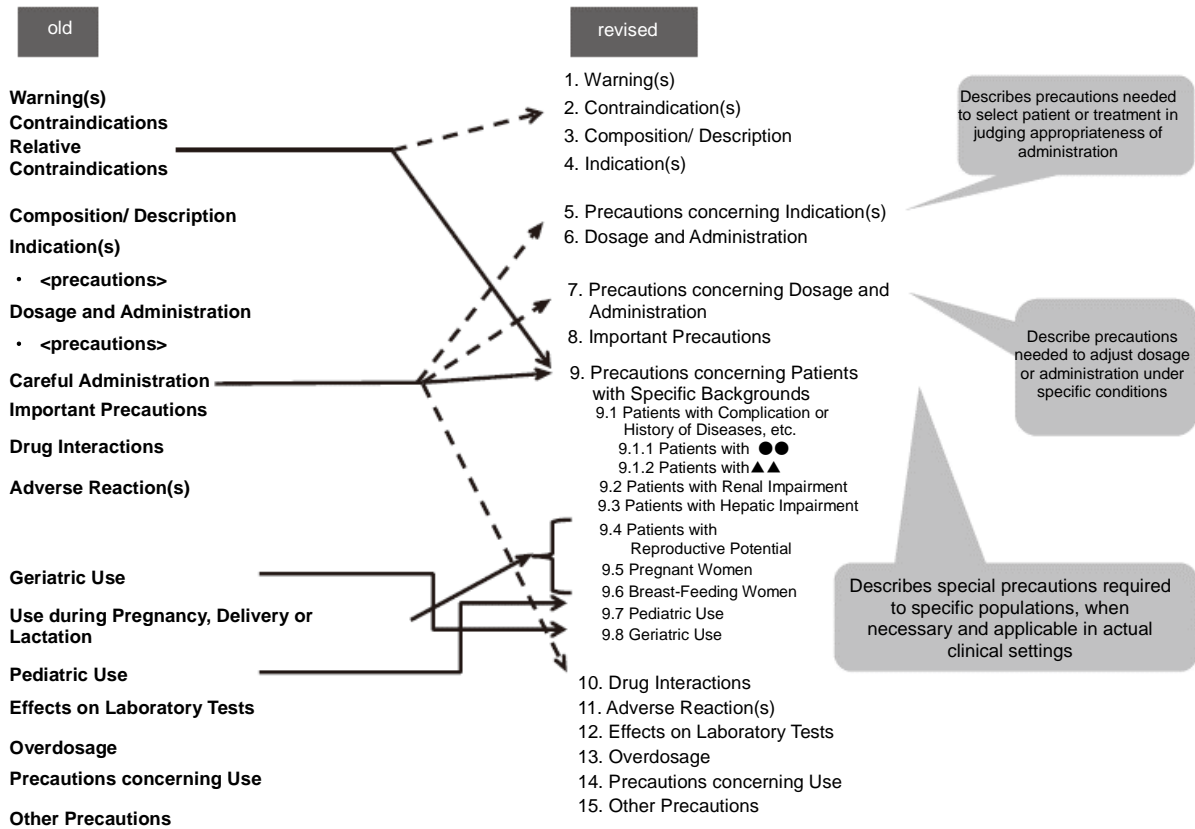 old
Warning(s)
Contraindications
Relative
Contraindications
Composition/ Description
Indication(s)
・ <precautions>
Dosage and Administration
・ <precautions>
Careful Administration
Important Precautions
Drug Interactions
Adverse Reaction(s)
Geriatric Use
Use during Pregnancy, Delivery or
Lactation
Pediatric Use
Effects on Laboratory Tests
Overdosage
Precautions concerning Use
Other Precautions
revised
1. Warning(s)
2. Contraindication(s)
3. Composition/ Description
4. Indication(s)
5. Precautions concerning Indication(s)
6. Dosage and Administration
7. Precautions concerning Dosage and
Administration
8. Important Precautions
9. Precautions concerning Patients
with Specific Backgrounds
9.1 Patients with Complication or
History of Diseases, etc.
9.1.1 Patients with ●●
9.1.2 Patients with▲▲
9.2 Patients with Renal Impairment
9.3 Patients with Hepatic Impairment
9.4 Patients with
Reproductive Potential
9.5 Pregnant Women
9.6 Breast-Feeding Women
9.7 Pediatric Use
9.8 Geriatric Use
10. Drug Interactions
11. Adverse Reaction(s)
12. Effects on Laboratory Tests
13. Overdosage
14. Precautions concerning Use
15. Other Precautions
Describes precautions needed
to select patient or treatment in
judging appropriateness of
administration
Describe precautions
needed to adjust dosage
or administration under
specific conditions
Describes special precautions required
to specific populations, when
necessary and applicable in actual
clinical settings